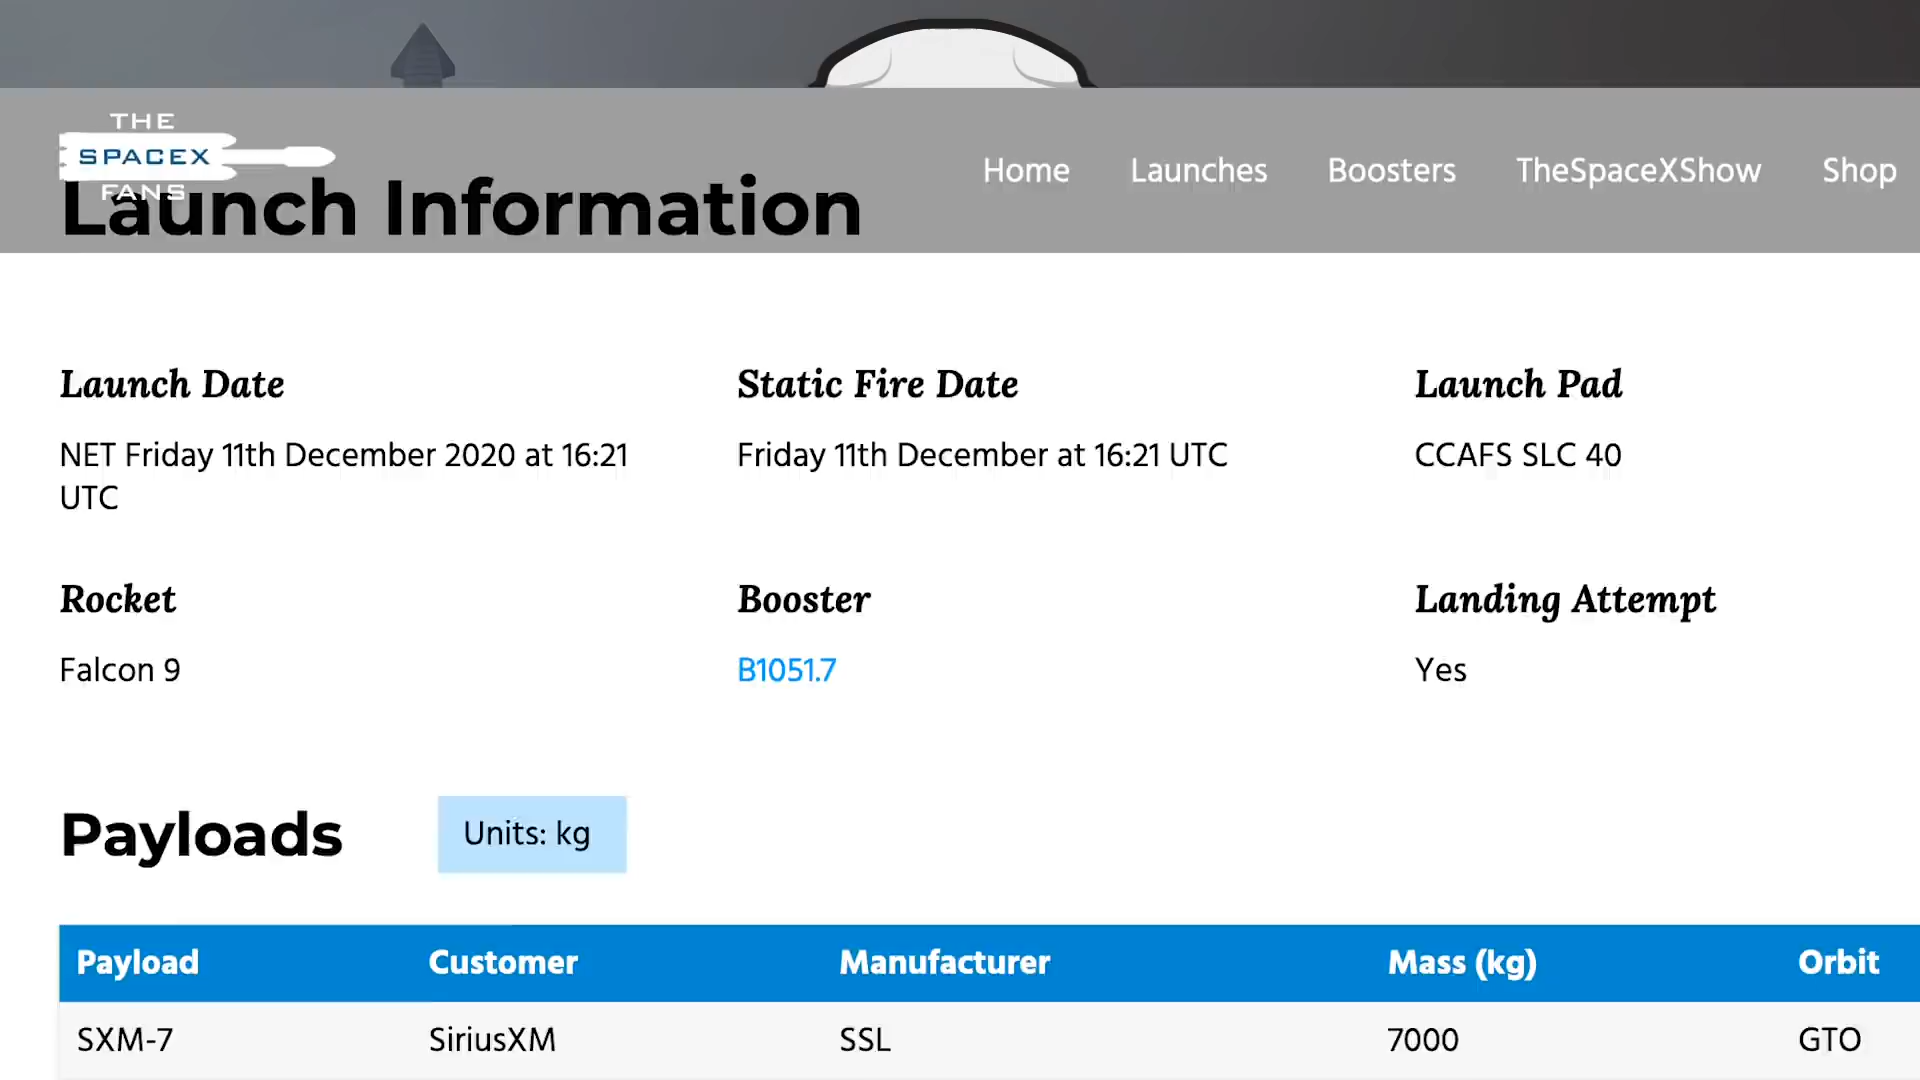 THE
SPACEX
FANS
Home Launches Boosters TheSpaceXShow Shop
Launch Information
Launch Date Static Fire Date Launch Pad
NET Friday 11th December 2020 at 16:21 Friday 11th December at 16:21 UTC CCAFS SLC 40
UTC
Rocket Booster Landing Attempt
Falcon 9 B1051.7 Yes
Payloads Units: kg
Payload Customer Manufacturer Mass (kg) Orbit
SXM-7 SiriusXM SSL 7000 GTO